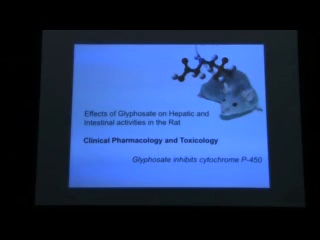 Effects of Glyphosate on Hepatic and
Intestinal activities in the Rat
Clinical Pharmacology and Toxicology
Glyphosate inhibits cytochrome P-450